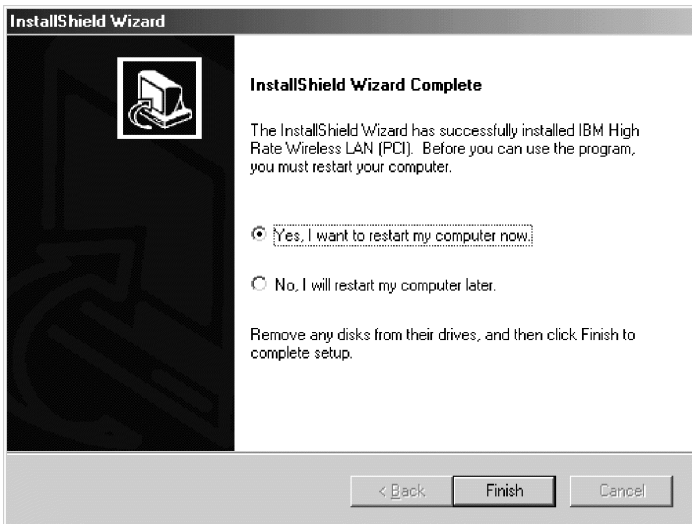 InstallShield Wizard
InstallShield Wizard Complete
The InstallShield Wizard has successfully installed IBM High
Rate Wireless LAN (PCI). Before you can use the program,
you must restart your computer.
Yes, I want to restart my computer now.
No, I will restart my computer later.
Remove any disks from their drives, and then click Finish to
complete setup.
< Back
Finish
Cancel